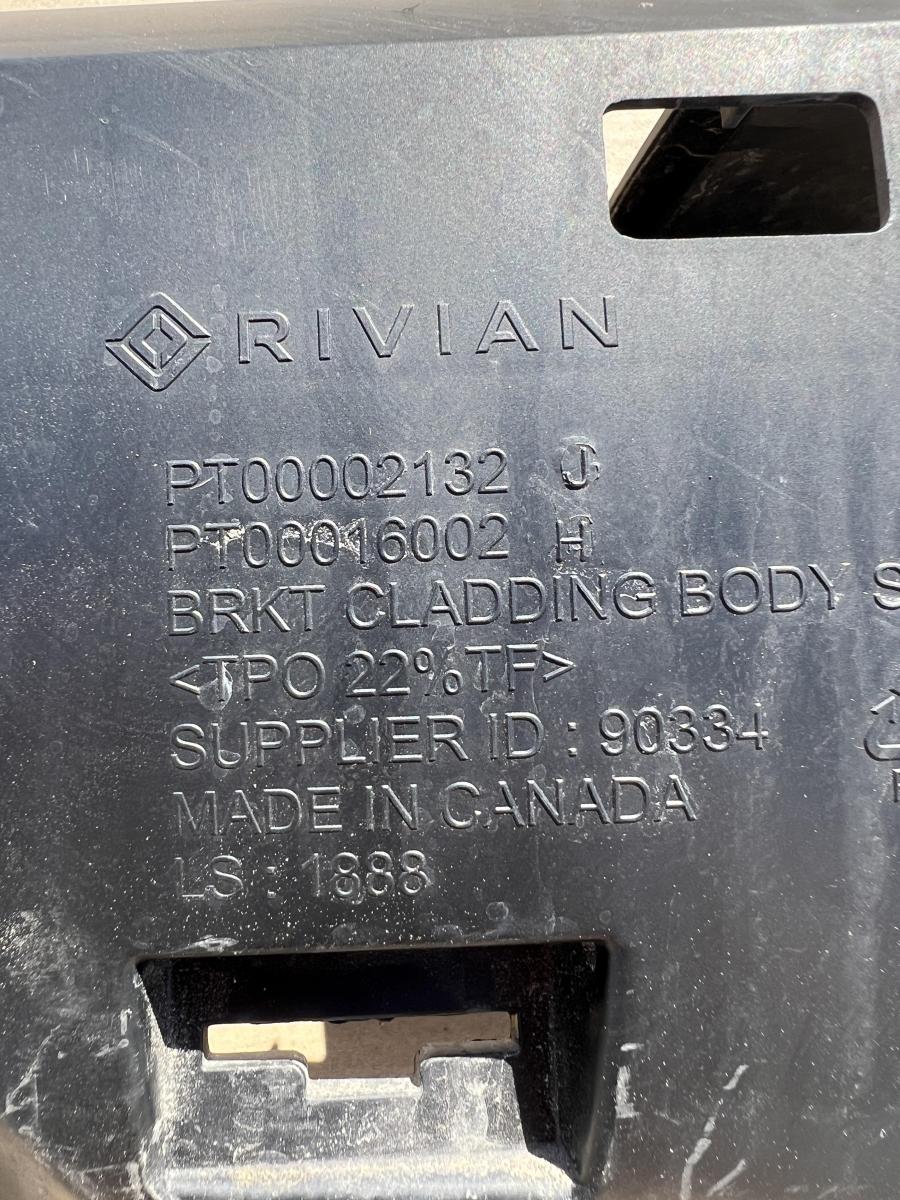 RIVIAN
PT00002132 J
PT00016002 H
BRKT CLADDING BODY S
<TPO 22%TF>
SUPPLIER ID : 90334
MADE IN CANADA
LS : 1888